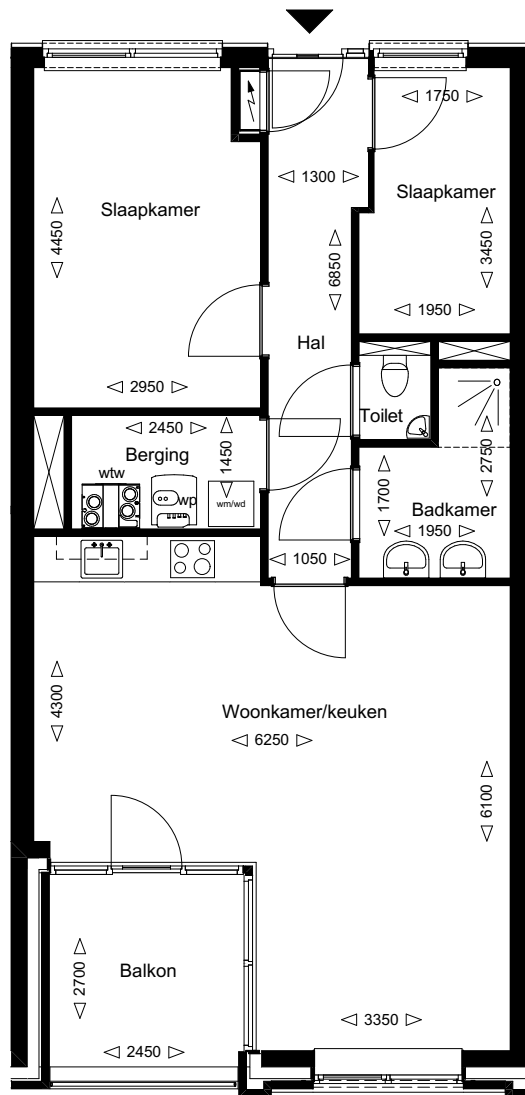 1750
1300
Slaapkamer
Slaapkamer
4450
6850
3450
1950
Hal
2950
Toilet
2450
Berging
1450
2750
wtw
wp
wm/wd
1700
Badkamer
1950
1050
4300
Woonkamer/keuken
6250
6100
2700
Balkon
3350
2450